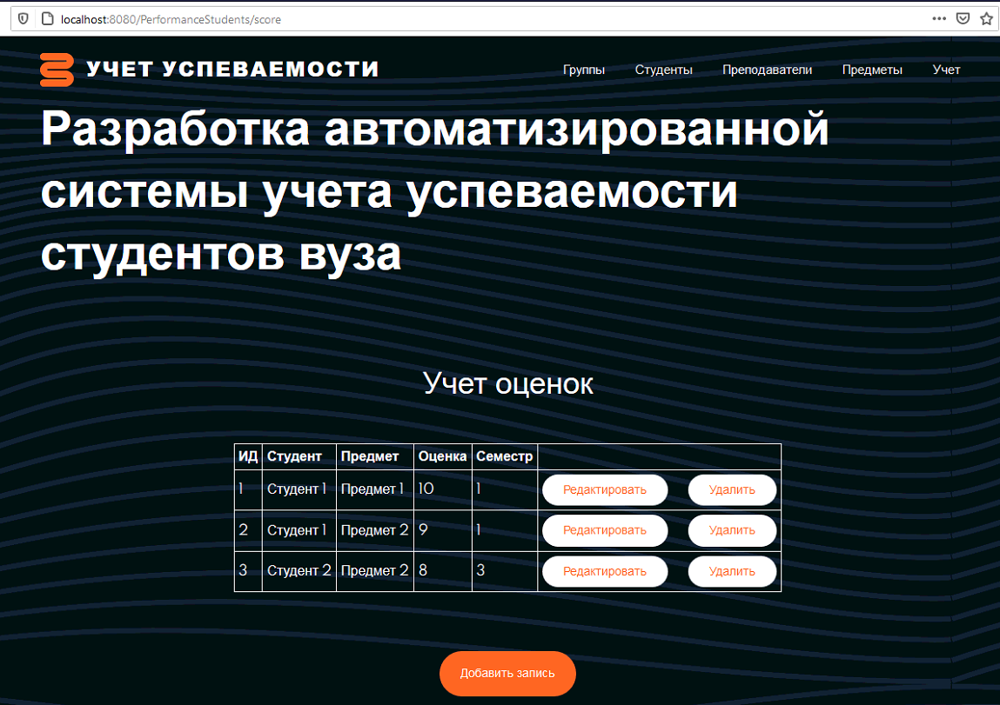 localhost:8080/PerformanceStudents/score
УЧЕТ УСПЕВАЕМОСТИ
Группы Студенты Преподаватели Предметы Учет
Разработка автоматизированной
системы учета успеваемости
студентов вуза
Учет оценок
ИД Студент Предмет Оценка Семестр
1 Студент 1 Предмет 1 10 1 Редактировать Удалить
2 Студент 1 Предмет 2 9 1 Редактировать Удалить
3 Студент 2 Предмет 2 8 3 Редактировать Удалить
Добавить запись